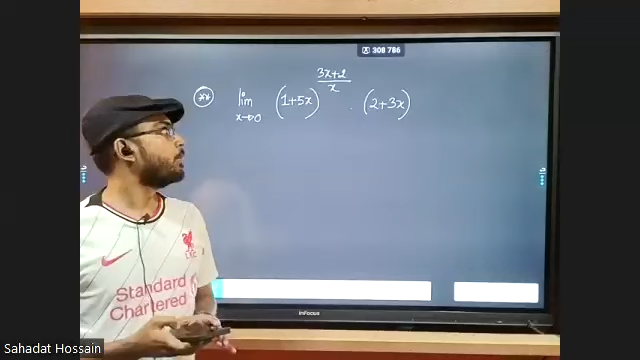 308 786
** lim x→0 (1+5x)^((3x+2)/x) . (2+3x)
Standard
Chartered
L.F.C.
InFocus
Sahadat Hossain